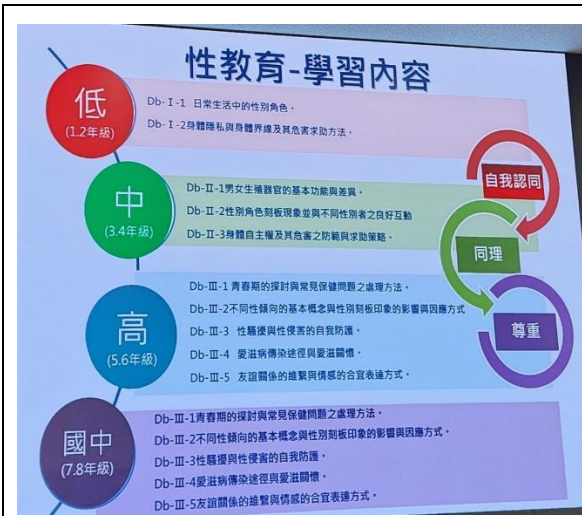 性教育-學習內容
低
(1.2年級)
Db-Ⅰ-1 日常生活中的性別角色。
Db-Ⅰ-2身體隱私與身體界線及其危害求助方法。
中
(3.4年級)
Db-Ⅱ-1男女生殖器官的基本功能與差異。
Db-Ⅱ-2性別角色刻板現象並與不同性別者之良好互動
Db-Ⅱ-3身體自主權及其危害之防範與求助策略。
高
(5.6年級)
Db-Ⅲ-1 青春期的探討與常見保健問題之處理方法。
Db-Ⅲ-2不同性傾向的基本概念與性別刻板印象的影響與因應方式
Db-Ⅲ-3 性騷擾與性侵害的自我防護。
Db-Ⅲ-4 愛滋病傳染途徑與愛滋關懷。
Db-Ⅲ-5 友誼關係的維繫與情感的合宜表達方式。
國中
(7.8年級)
Db-Ⅲ-1青春期的探討與常見保健問題之處理方法。
Db-Ⅲ-2不同性傾向的基本概念與性別刻板印象的影響與因應方式。
Db-Ⅲ-3性騷擾與性侵害的自我防護。
Db-Ⅲ-4愛滋病傳染途徑與愛滋關懷。
Db-Ⅲ-5友誼關係的維繫與情感的合宜表達方式。
自我認同
同理
尊重